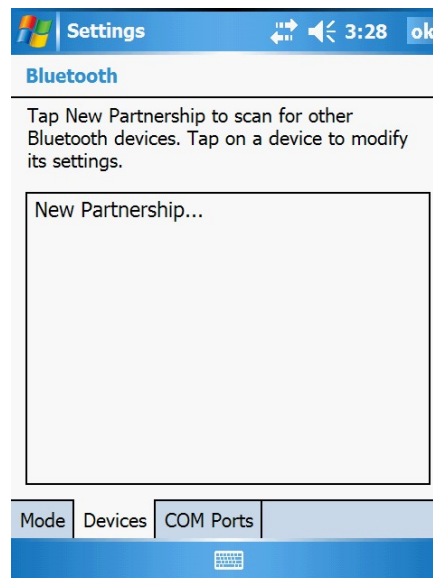 Settings 3:28 ok
Bluetooth
Tap New Partnership to scan for other
Bluetooth devices. Tap on a device to modify
its settings.
New Partnership...
Mode Devices COM Ports